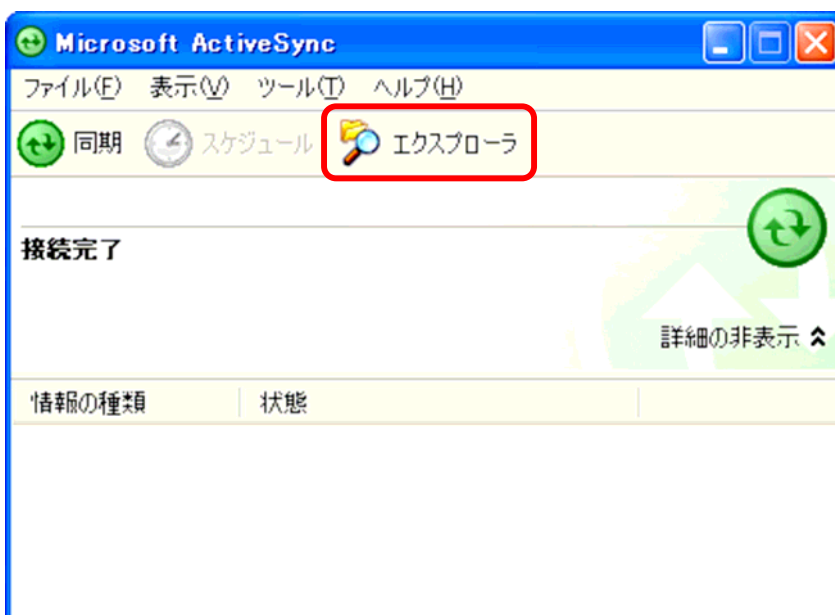 Microsoft ActiveSync
ファイル(F) 表示(V) ツール(T) ヘルプ(H)
同期 スケジュール エクスプローラ
接続完了
詳細の非表示
情報の種類 状態